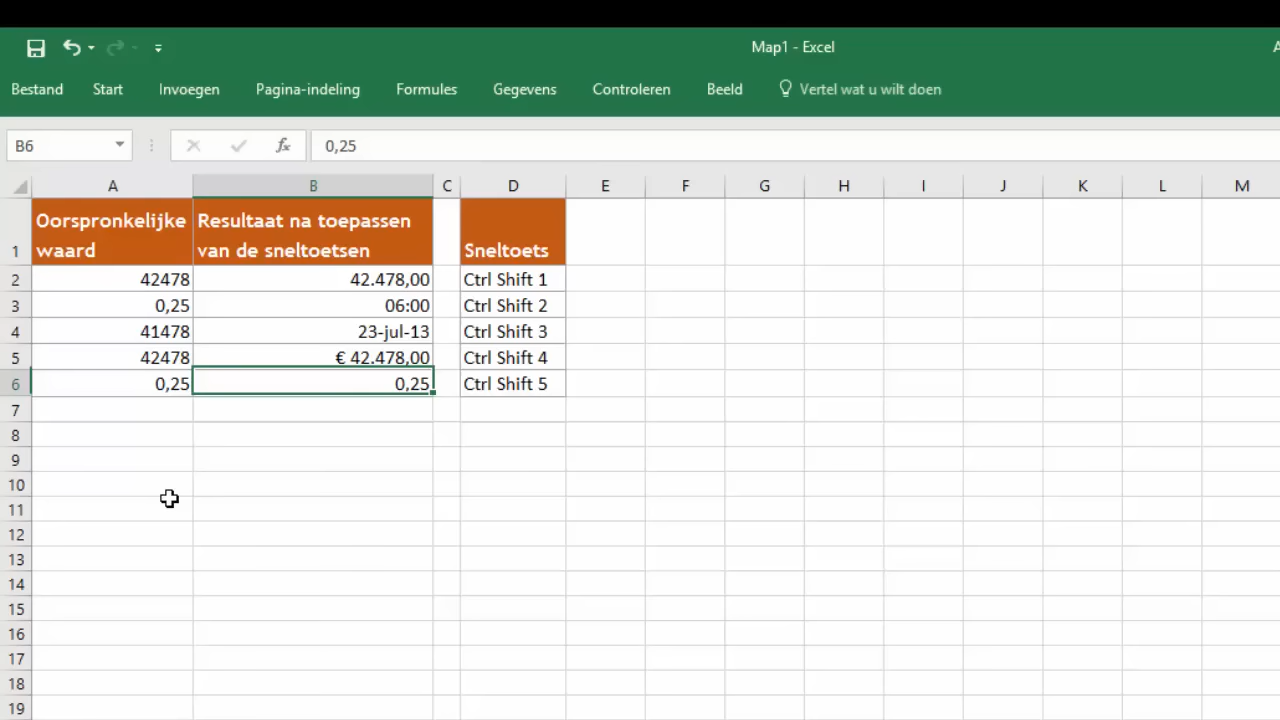 Map1 - Excel
A
Bestand Start Invoegen Pagina-indeling Formules Gegevens Controleren Beeld Vertel wat u wilt doen
B6 fx 0,25
A B C D E F G H I J K L M
1 Oorspronkelijke waard Resultaat na toepassen van de sneltoetsen Sneltoets
2 42478 42.478,00 Ctrl Shift 1
3 0,25 06:00 Ctrl Shift 2
4 41478 23-jul-13 Ctrl Shift 3
5 42478 € 42.478,00 Ctrl Shift 4
6 0,25 0,25 Ctrl Shift 5
7
8
9
10
11
12
13
14
15
16
17
18
19